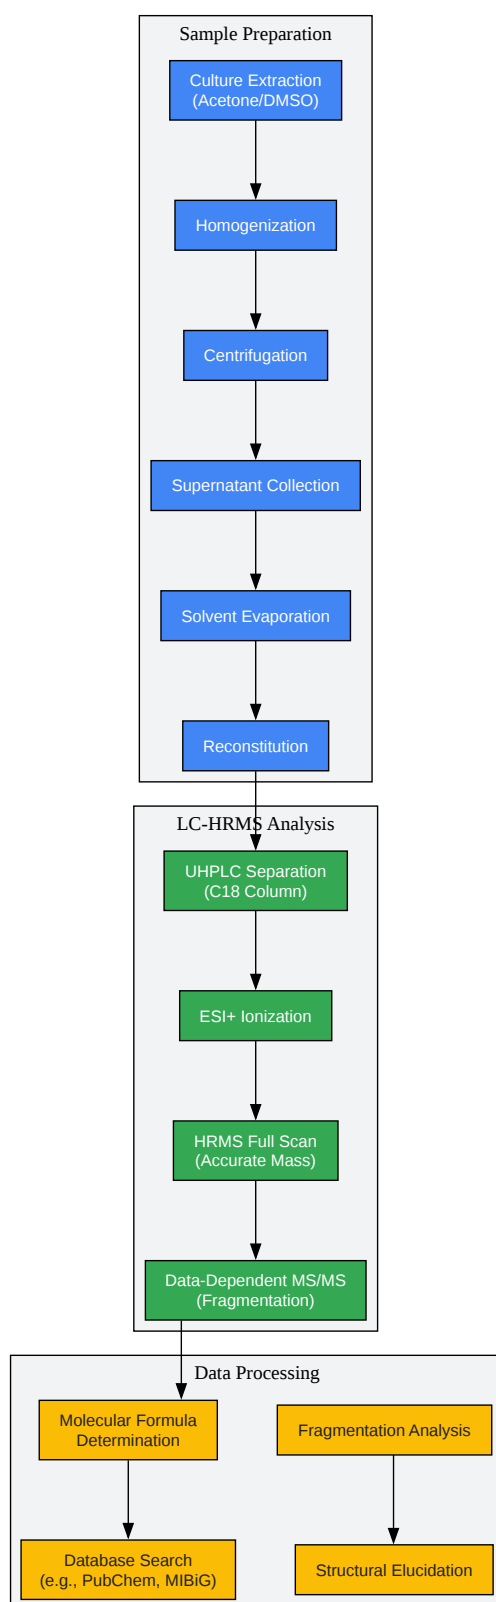 Sample Preparation
Culture Extraction
(Acetone/DMSO)
Homogenization
Centrifugation
Supernatant Collection
Solvent Evaporation
Reconstitution
LC-HRMS Analysis
UHPLC Separation
(C18 Column)
ESI+ Ionization
HRMS Full Scan
(Accurate Mass)
Data-Dependent MS/MS
(Fragmentation)
Data Processing
Molecular Formula
Determination
Fragmentation Analysis
Database Search
(e.g., PubChem, MIBiG)
Structural Elucidation